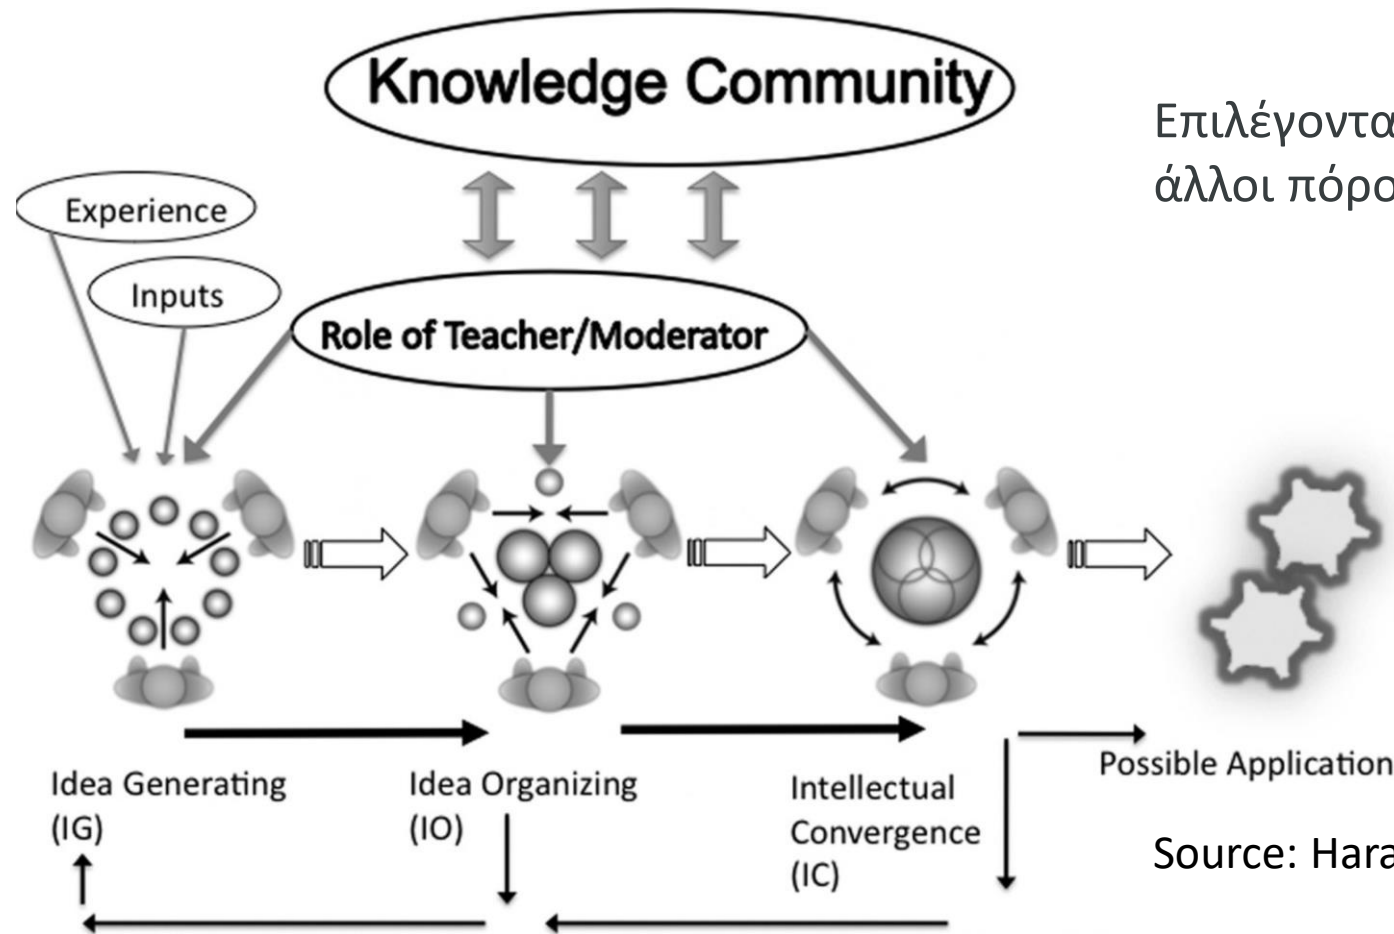 Knowledge Community
Επιλέγοντα
άλλοι πόρο
Experience
Inputs
Role of Teacher/Moderator
Idea Generating
(IG)
Idea Organizing
(IO)
Intellectual
Convergence
(IC)
Possible Application
Source: Hara